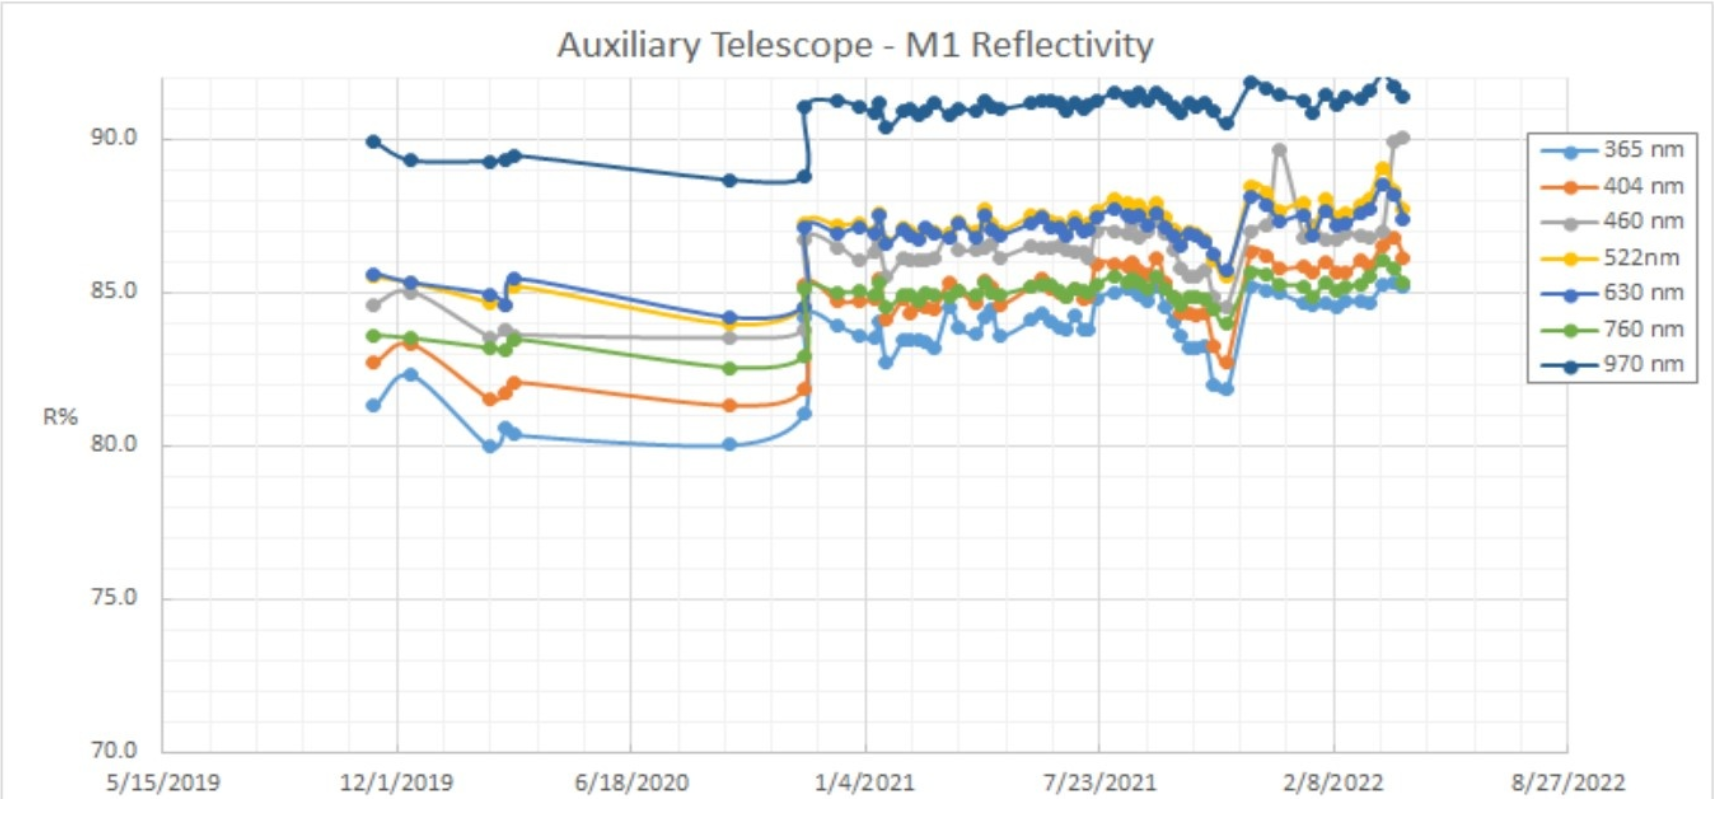 Auxiliary Telescope - M1 Reflectivity
90.0
85.0
R%
80.0
75.0
70.0
5/15/2019 12/1/2019 6/18/2020 1/4/2021 7/23/2021 2/8/2022 8/27/2022
365 nm
404 nm
460 nm
522nm
630 nm
760 nm
970 nm